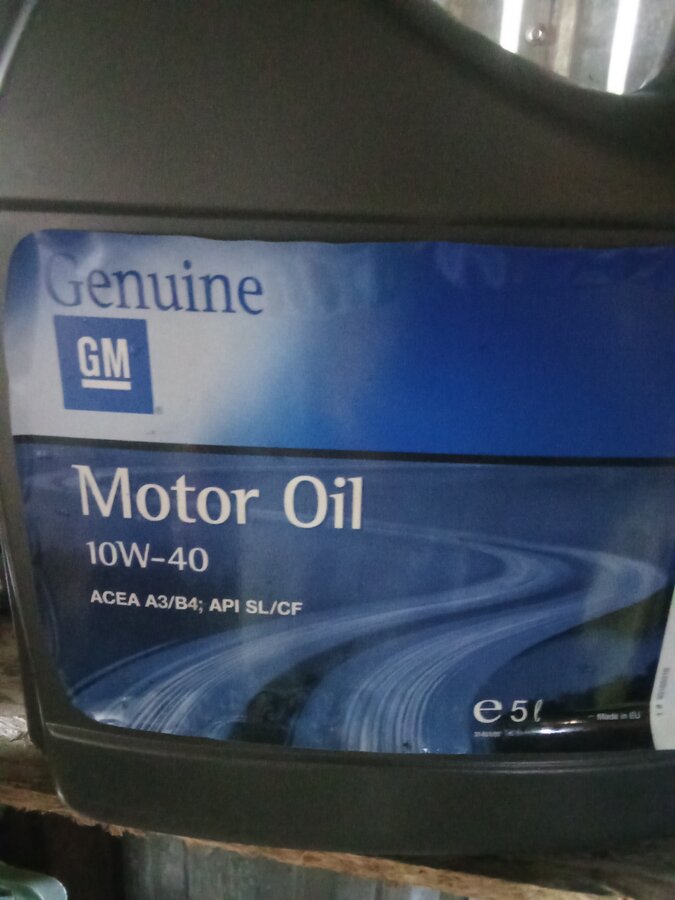 Genuine
GM
Motor Oil
10W-40
ACEA A3/B4; API SL/CF
e 5ℓ
Made in EU